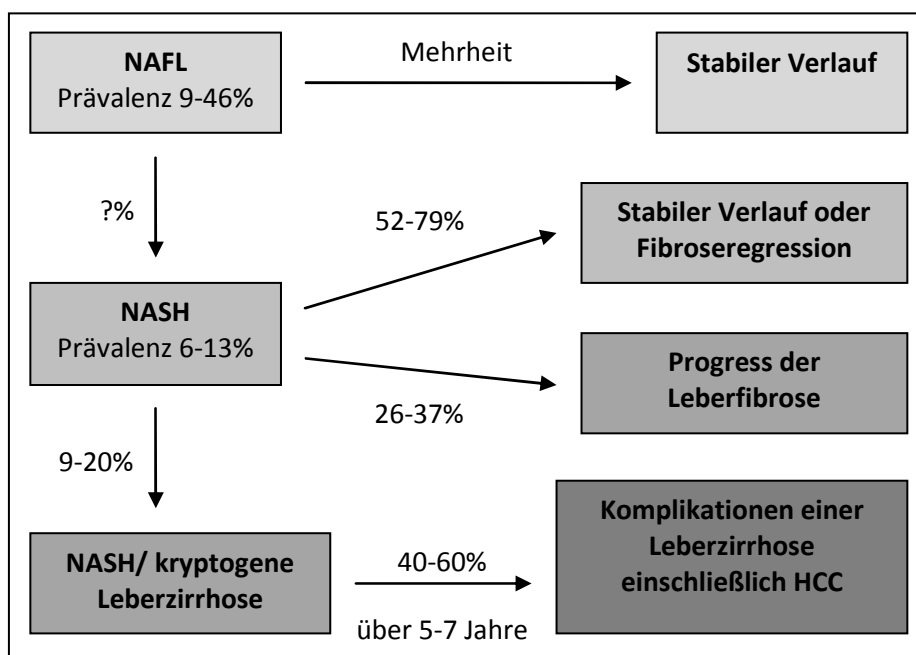 NAFL
Prävalenz 9-46%
Mehrheit
Stabiler Verlauf
?%
52-79%
Stabiler Verlauf oder
Fibroseregression
NASH
Prävalenz 6-13%
26-37%
Progress der
Leberfibrose
9-20%
NASH/ kryptogene
Leberzirrhose
40-60%
über 5-7 Jahre
Komplikationen einer
Leberzirrhose
einschließlich HCC